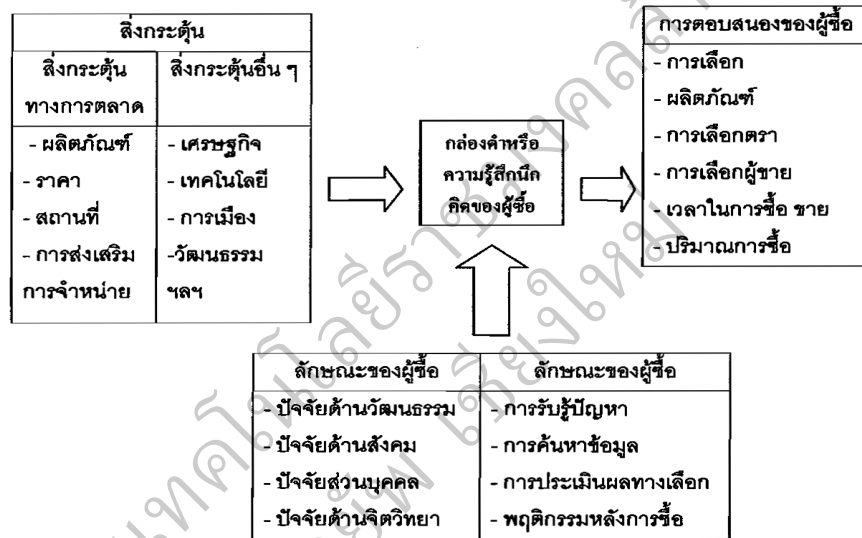 สิ่งกระตุ้น
สิ่งกระตุ้น
ทางการตลาด
สิ่งกระตุ้นอื่น ๆ
- ผลิตภัณฑ์
- ราคา
- สถานที่
- การส่งเสริม
การจำหน่าย
- เศรษฐกิจ
- เทคโนโลยี
- การเมือง
-วัฒนธรรม
ฯลฯ
กล่องดำหรือ
ความรู้สึกนึก
คิดของผู้ซื้อ
การตอบสนองของผู้ซื้อ
- การเลือก
- ผลิตภัณฑ์
- การเลือกตรา
- การเลือกผู้ขาย
- เวลาในการซื้อ ขาย
- ปริมาณการซื้อ
ลักษณะของผู้ซื้อ
- ปัจจัยด้านวัฒนธรรม
- ปัจจัยด้านสังคม
- ปัจจัยส่วนบุคคล
- ปัจจัยด้านจิตวิทยา
ลักษณะของผู้ซื้อ
- การรับรู้ปัญหา
- การค้นหาข้อมูล
- การประเมินผลทางเลือก
- พฤติกรรมหลังการซื้อ